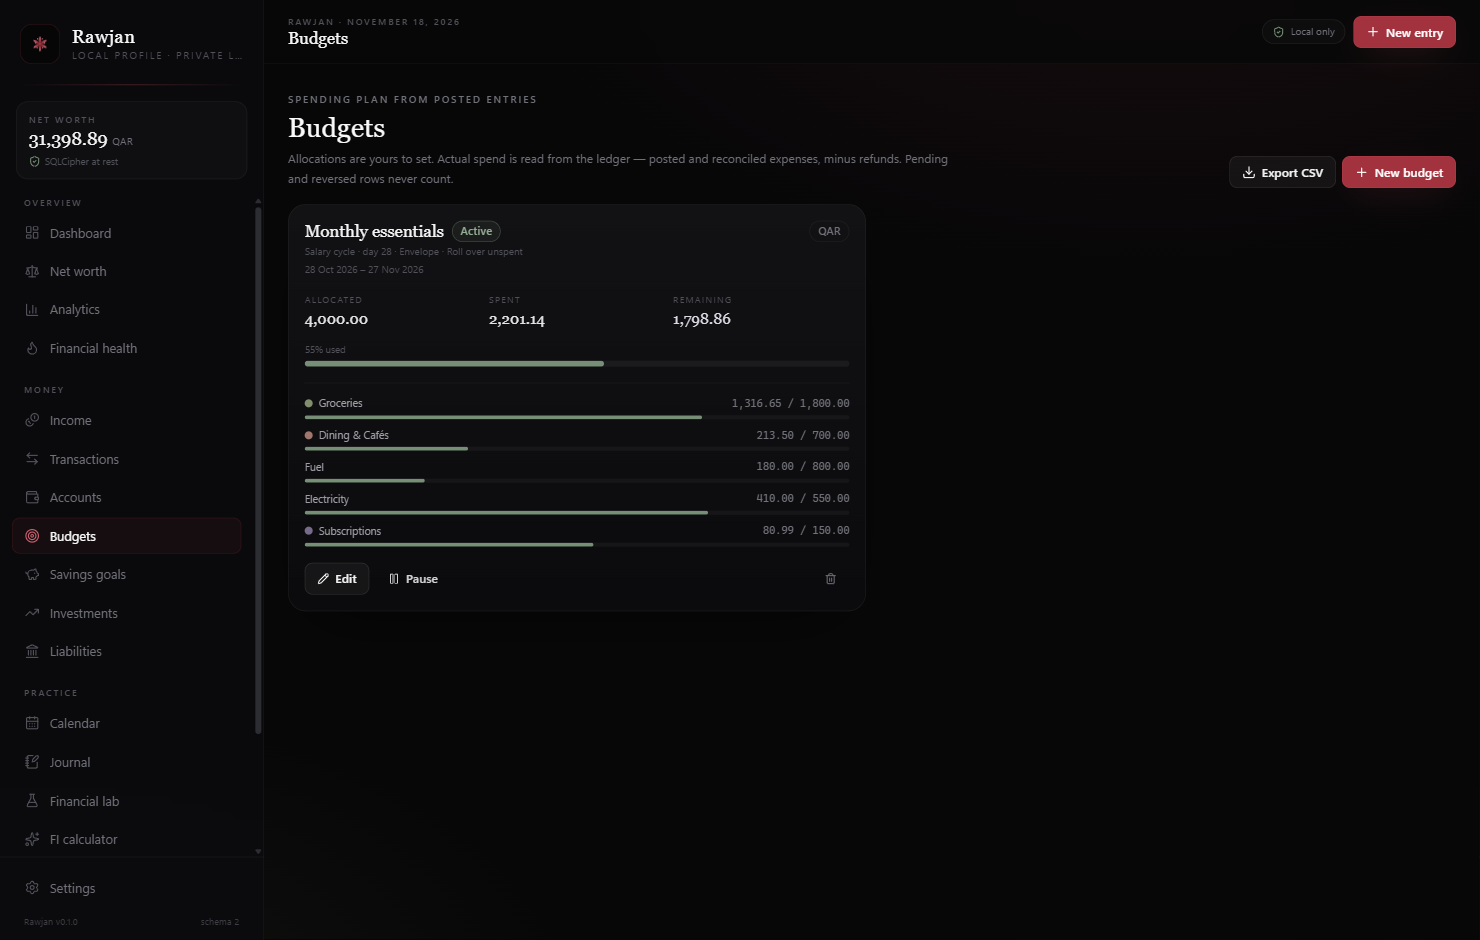 Rawjan
LOCAL PROFILE · PRIVATE L…
NET WORTH
31,398.89 QAR
SQLCipher at rest
OVERVIEW
Dashboard
Net worth
Analytics
Financial health
MONEY
Income
Transactions
Accounts
Budgets
Savings goals
Investments
Liabilities
PRACTICE
Calendar
Journal
Financial lab
FI calculator
Settings
Rawjan v0.1.0 schema 2
RAWJAN · NOVEMBER 18, 2026
Budgets
Local only
New entry
SPENDING PLAN FROM POSTED ENTRIES
Budgets
Allocations are yours to set. Actual spend is read from the ledger — posted and reconciled expenses, minus refunds. Pending
and reversed rows never count.
Export CSV
New budget
Monthly essentials Active QAR
Salary cycle · day 28 · Envelope · Roll over unspent
28 Oct 2026 – 27 Nov 2026
ALLOCATED SPENT REMAINING
4,000.00 2,201.14 1,798.86
55% used
Groceries 1,316.65 / 1,800.00
Dining & Cafés 213.50 / 700.00
Fuel 180.00 / 800.00
Electricity 410.00 / 550.00
Subscriptions 80.99 / 150.00
Edit Pause